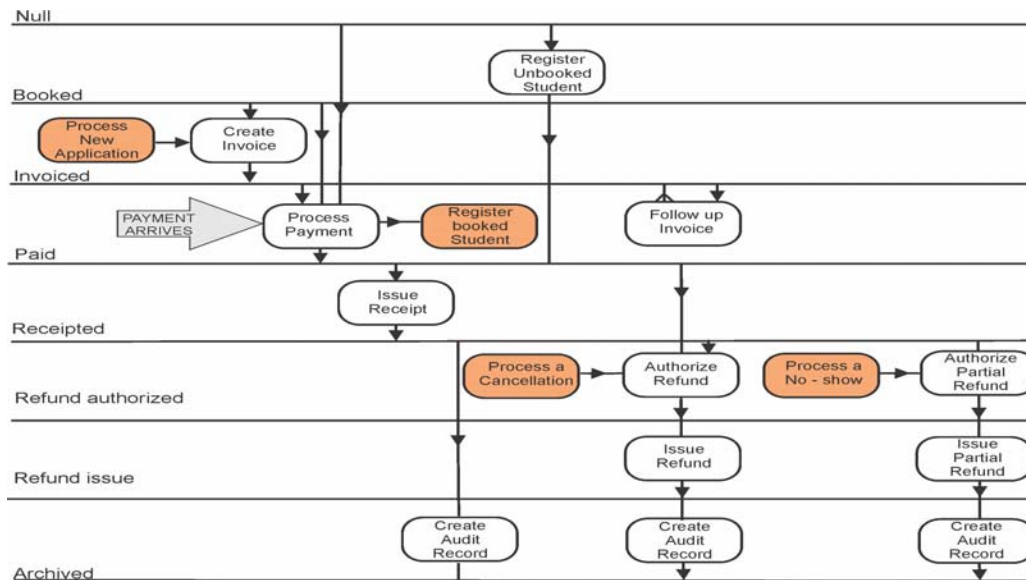 Null
Register
Unbooked
Student
Booked
Process
New
Application
Create
Invoice
Invoiced
PAYMENT
ARRIVES
Process
Payment
Register
booked
Student
Follow up
Invoice
Paid
Issue
Receipt
Receipted
Process a
Cancellation
Authorize
Refund
Process a
No - show
Authorize
Partial
Refund
Refund authorized
Issue
Refund
Issue
Partial
Refund
Refund issue
Create
Audit
Record
Create
Audit
Record
Create
Audit
Record
Archived